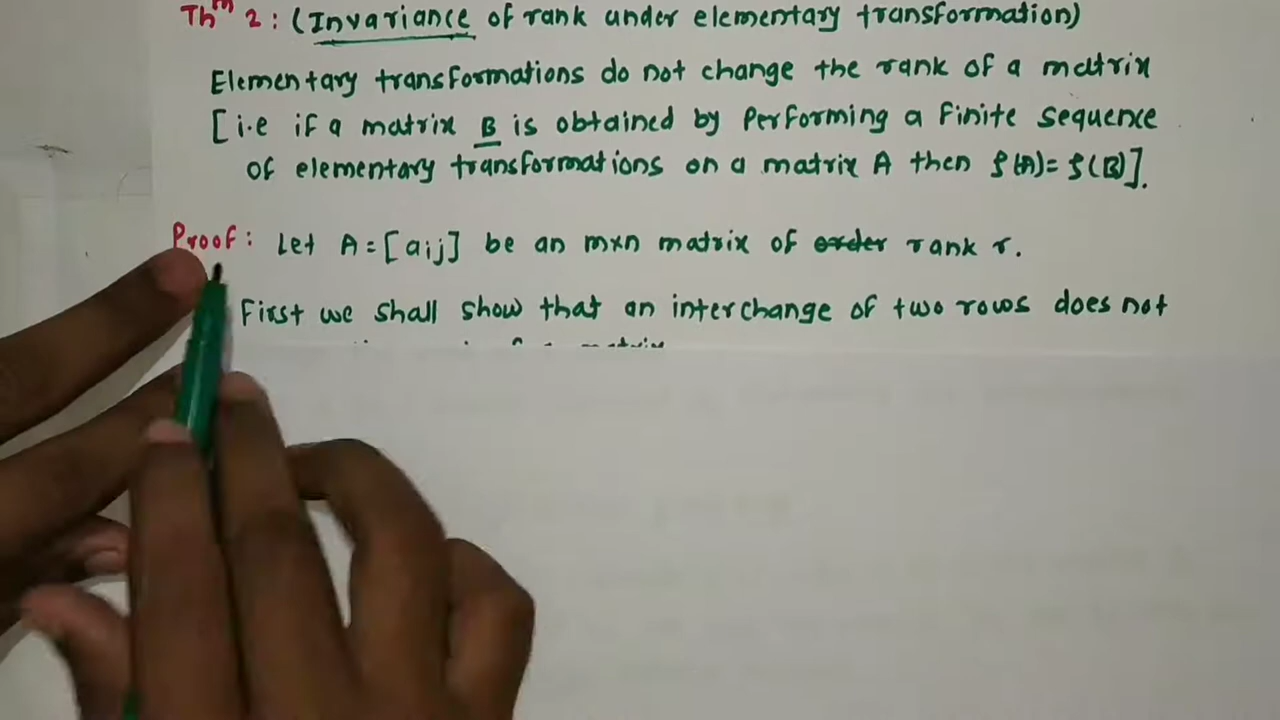 Thm 2: (Invariance of rank under elementary transformation)
Elementary transformations do not change the rank of a matrix
[i.e if a matrix B is obtained by Performing a finite sequence
of elementary transformations on a matrix A then ρ(A)=ρ(B)].
Proof: Let A=[aij] be an mxn matrix of order rank r.
First we shall show that an interchange of two rows does not